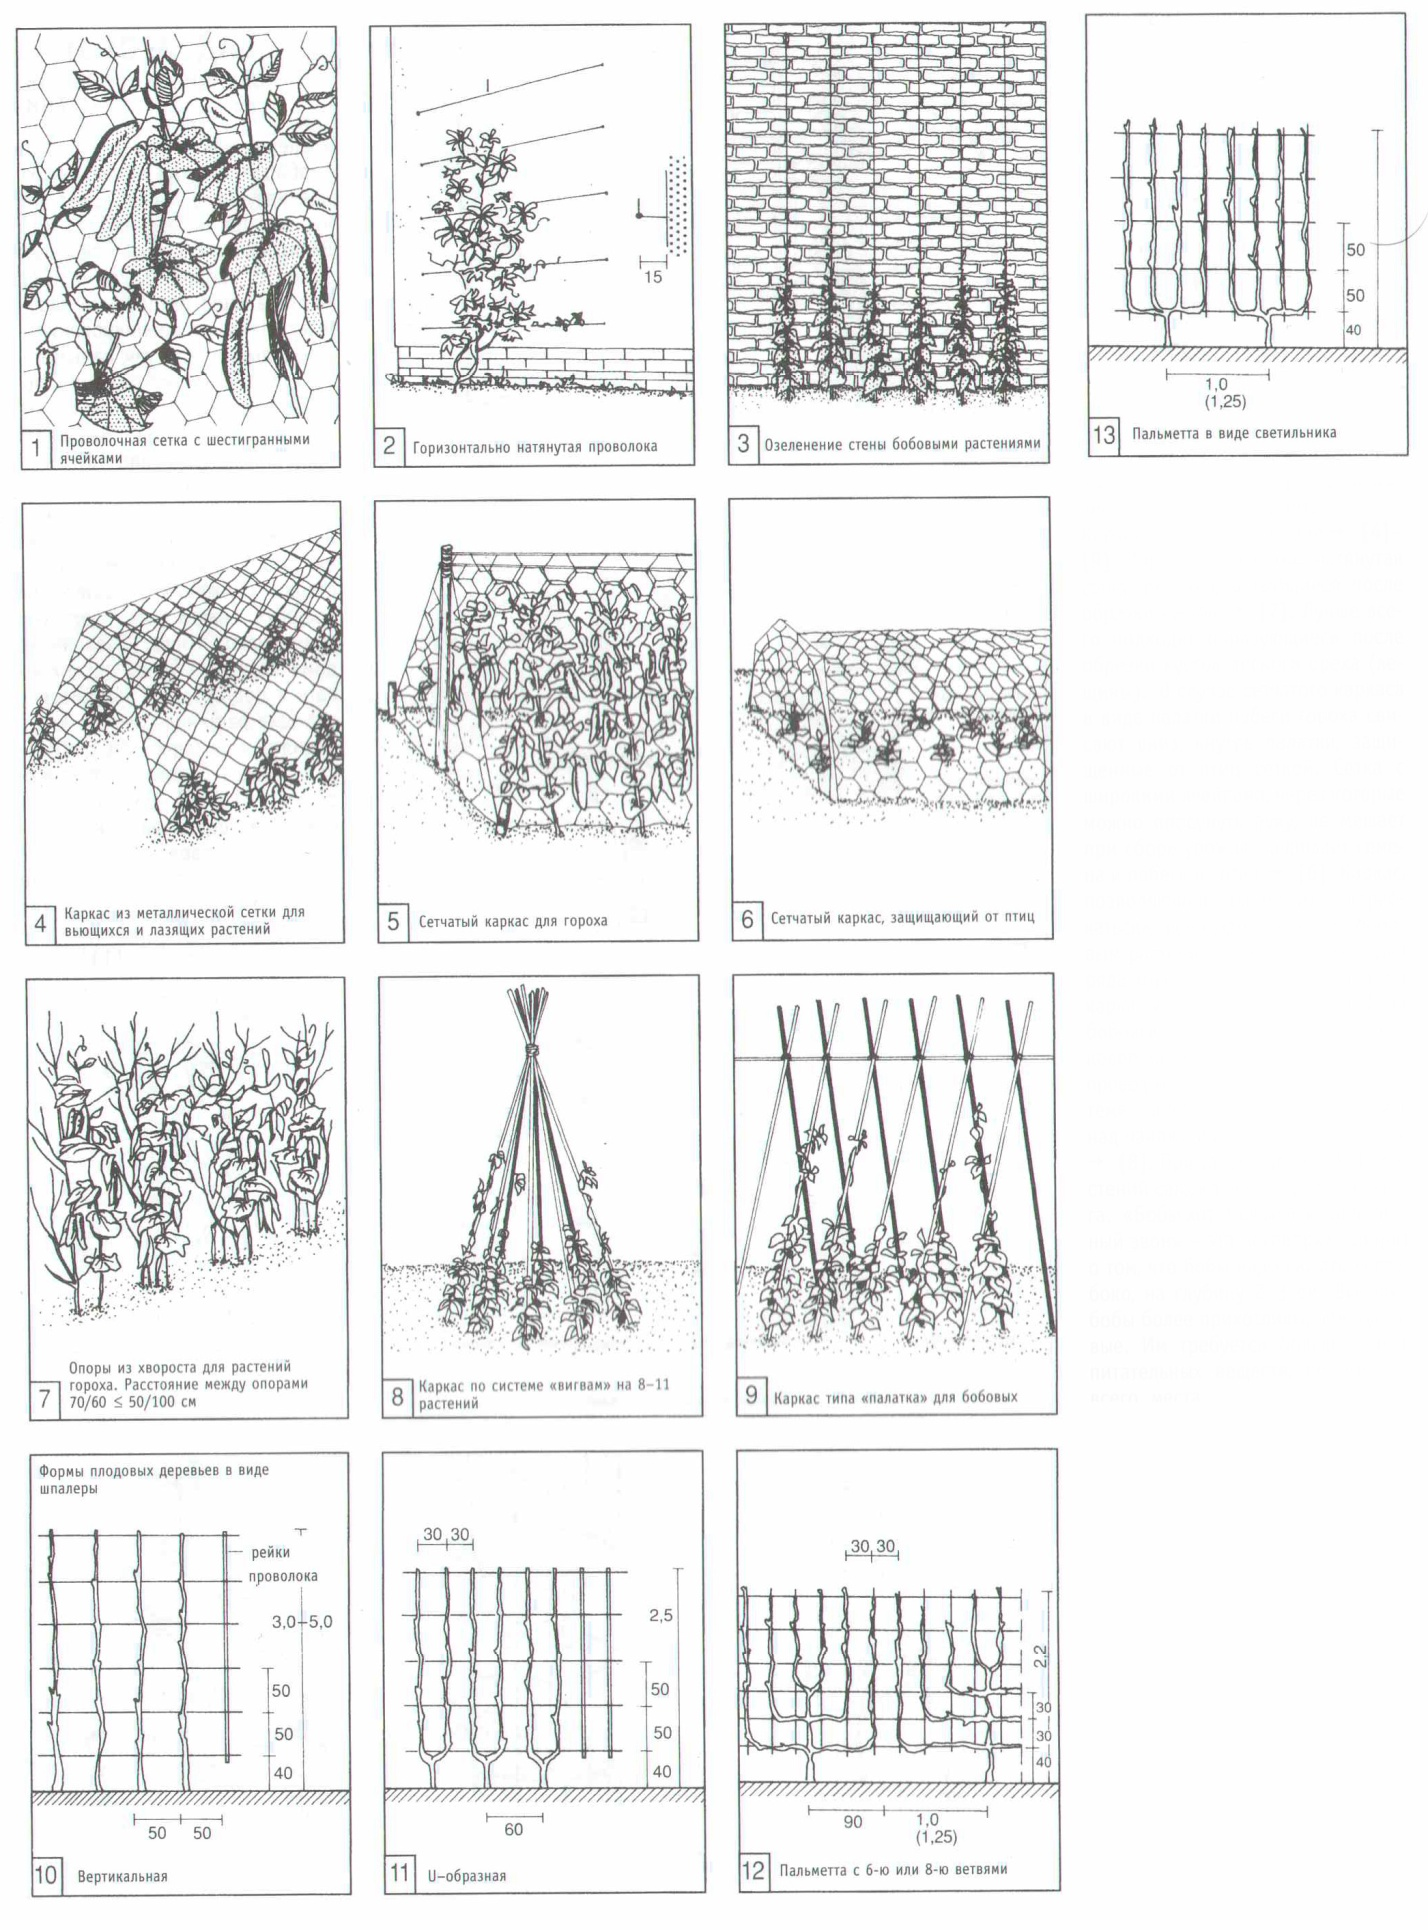 1
Проволочная сетка с шестигранными
ячейками
15
2
Горизонтально натянутая проволока
3
Озеленение стены бобовыми растениями
50
50
40
1,0
(1,25)
13
Пальметта в виде светильника
4
Каркас из металлической сетки для
вьющихся и лазящих растений
5
Сетчатый каркас для гороха
6
Сетчатый каркас, защищающий от птиц
7
Опоры из хвороста для растений
гороха. Расстояние между опорами
70/60 ≤ 50/100 см
8
Каркас по системе «вигвам» на 8–11
растений
9
Каркас типа «палатка» для бобовых
Формы плодовых деревьев в виде
шпалеры
рейки
проволока
3,0–5,0
50
50
40
50 50
10
Вертикальная
30 30
2,5
50
50
40
60
11
U–образная
30 30
2,2
30
30
40
90 1,0
(1,25)
12
Пальметта с 6-ю или 8-ю ветвями